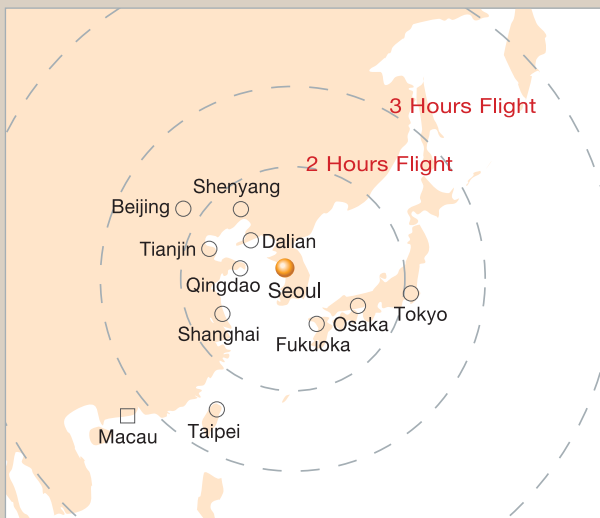 3 Hours Flight
2 Hours Flight
Shenyang
Beijing
Dalian
Tianjin
Qingdao
Seoul
Tokyo
Osaka
Shanghai
Fukuoka
Taipei
Macau